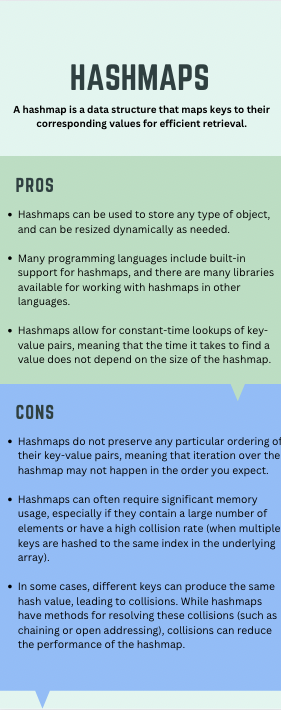 HASHMAPS
A hashmap is a data structure that maps keys to their
corresponding values for efficient retrieval.
PROS
• Hashmaps can be used to store any type of object,
and can be resized dynamically as needed.
• Many programming languages include built-in
support for hashmaps, and there are many libraries
available for working with hashmaps in other
languages.
• Hashmaps allow for constant-time lookups of key-
value pairs, meaning that the time it takes to find a
value does not depend on the size of the hashmap.
CONS
• Hashmaps do not preserve any particular ordering of
their key-value pairs, meaning that iteration over the
hashmap may not happen in the order you expect.
• Hashmaps can often require significant memory
usage, especially if they contain a large number of
elements or have a high collision rate (when multiple
keys are hashed to the same index in the underlying
array).
• In some cases, different keys can produce the same
hash value, leading to collisions. While hashmaps
have methods for resolving these collisions (such as
chaining or open addressing), collisions can reduce
the performance of the hashmap.